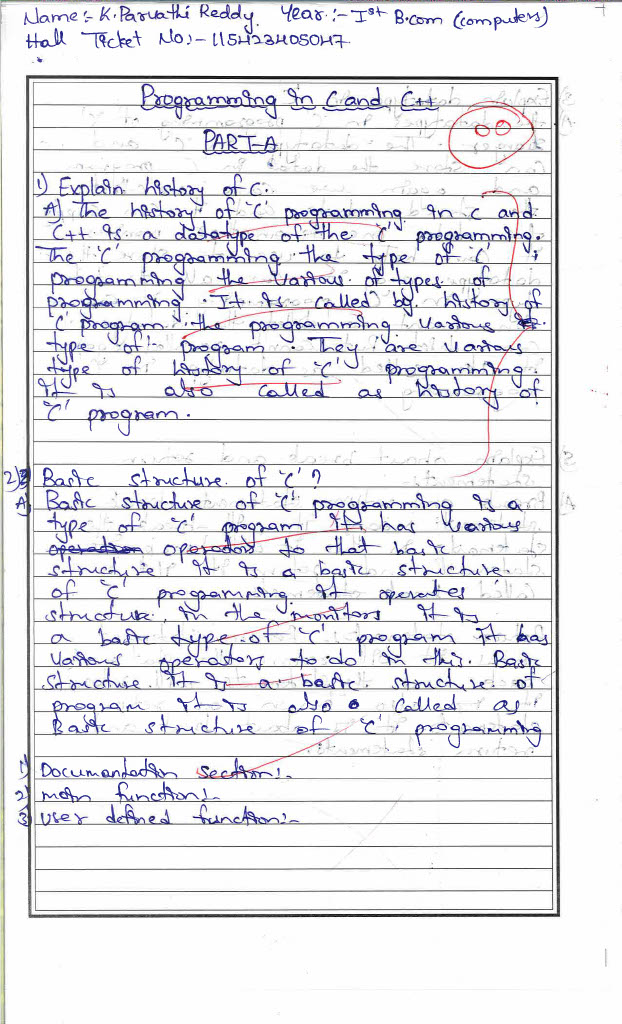 Name :- K. Parvathi Reddy. Year :- Ist B.com (computers)
Hall Ticket No :- 115423405047
Programming in C and C++
PART-A
00
1) Explain history of C.
A) The history of 'C' programming in C and
C++ is a datatype of the 'C' programming.
The 'C' programming the type of 'C'
programming the various of types of
programming. It is called by history of
'C' program. the programming various
type of program. They are various
type of history of 'C' programming.
It is also called as history of
'C' program.
2) Basic structure of 'C' ?
A) Basic structure of 'C' programming is a
type of 'C' program it has various
operation operators to that basic
structure it is a basic structure
of 'C' programming. it operates
structure, in the monitors it is
a basic type of 'C' program it has
various operators to do in this. Basic
structure. It is a basic structure of
program it is also called as
Basic structure of 'C' programming
1) Documentation section :-
2) main function :-
3) User defined function :-